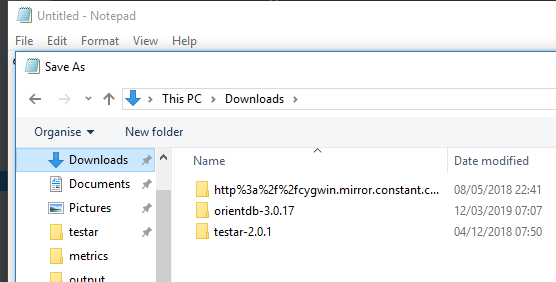 Untitled - Notepad
File Edit Format View Help
Save As
This PC > Downloads >
Organise New folder
Downloads
Documents
Pictures
testar
metrics
output
Name Date modified
http%3a%2f%2fcygwin.mirror.constant.c... 08/05/2018 22:41
orientdb-3.0.17 12/03/2019 07:07
testar-2.0.1 04/12/2018 07:50